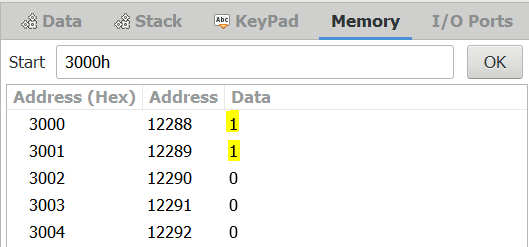 Data Stack Abc KeyPad Memory I/O Ports
Start 3000h OK
Address (Hex) Address Data
3000 12288 1
3001 12289 1
3002 12290 0
3003 12291 0
3004 12292 0